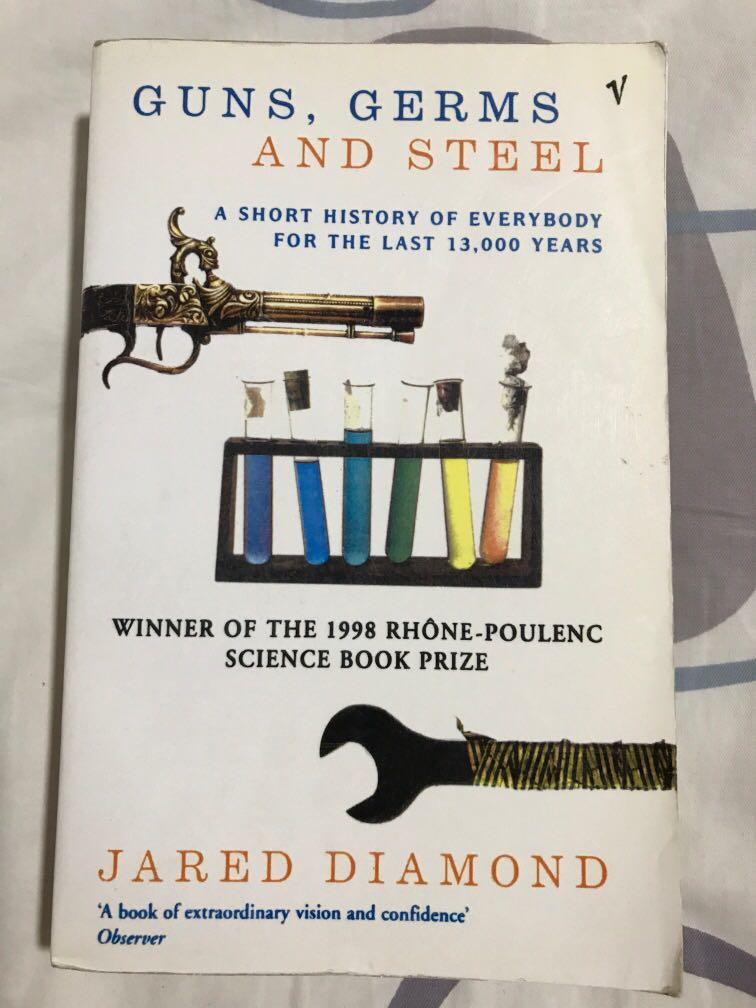 GUNS, GERMS
AND STEEL
V
A SHORT HISTORY OF EVERYBODY
FOR THE LAST 13,000 YEARS
WINNER OF THE 1998 RHÔNE-POULENC
SCIENCE BOOK PRIZE
JARED DIAMOND
'A book of extraordinary vision and confidence'
Observer